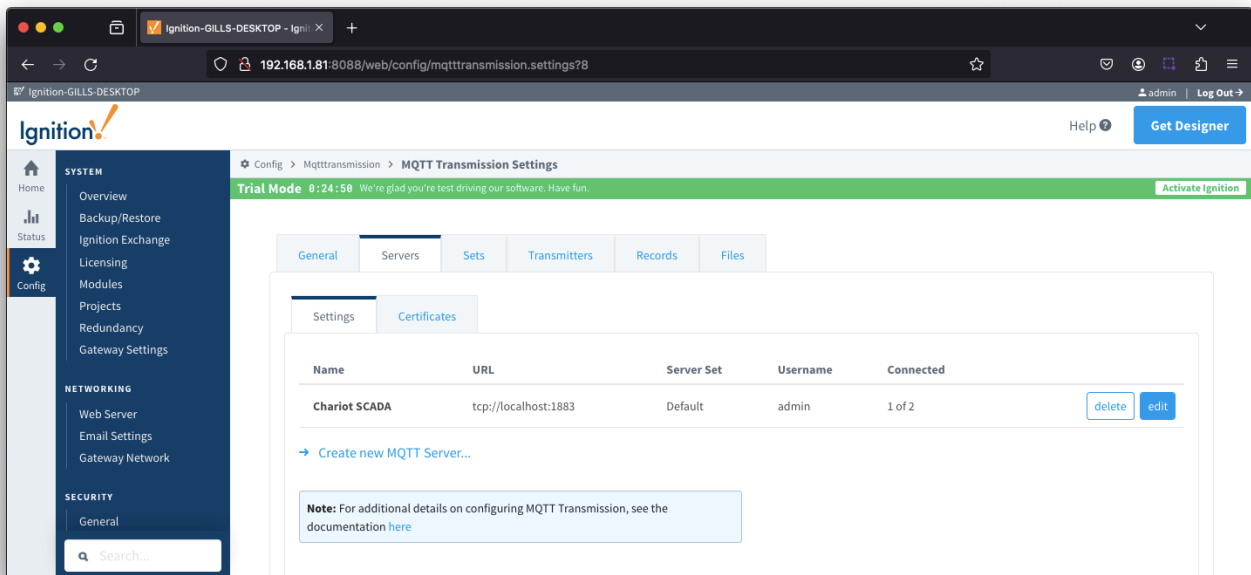 Ignition-GILLS-DESKTOP - Igni
192.168.1.81:8088/web/config/mqtttransmission.settings?8
Ignition-GILLS-DESKTOP
admin | Log Out
Ignition!
Help
Get Designer
Home
Status
Config
SYSTEM
Overview
Backup/Restore
Ignition Exchange
Licensing
Modules
Projects
Redundancy
Gateway Settings
NETWORKING
Web Server
Email Settings
Gateway Network
SECURITY
General
Search...
Config > Mqtttransmission > MQTT Transmission Settings
Trial Mode 0:24:50 We're glad you're test driving our software. Have fun. Activate Ignition
General Servers Sets Transmitters Records Files
Settings Certificates
Name URL Server Set Username Connected
Chariot SCADA tcp://localhost:1883 Default admin 1 of 2 delete edit
Create new MQTT Server...
Note: For additional details on configuring MQTT Transmission, see the
documentation here